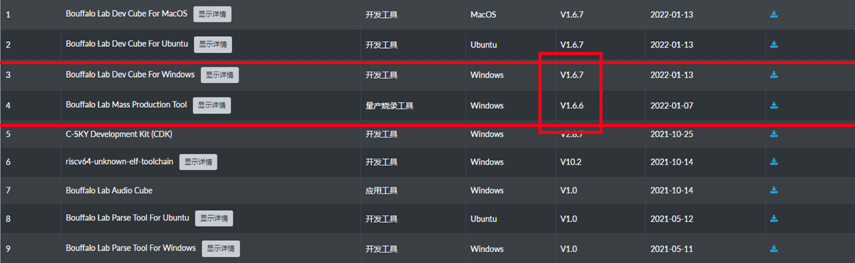 1 Bouffalo Lab Dev Cube For MacOS 显示详情 开发工具 MacOS V1.6.7 2022-01-13
2 Bouffalo Lab Dev Cube For Ubuntu 显示详情 开发工具 Ubuntu V1.6.7 2022-01-13
3 Bouffalo Lab Dev Cube For Windows 显示详情 开发工具 Windows V1.6.7 2022-01-13
4 Bouffalo Lab Mass Production Tool 显示详情 量产烧录工具 Windows V1.6.6 2022-01-07
5 C-SKY Development Kit (CDK) 开发工具 Windows 2021-10-25
6 riscv64-unknown-elf-toolchain 显示详情 开发工具 Windows V10.2 2021-10-14
7 Bouffalo Lab Audio Cube 应用工具 Windows V1.0 2021-10-14
8 Bouffalo Lab Parse Tool For Ubuntu 显示详情 开发工具 Ubuntu V1.0 2021-05-12
9 Bouffalo Lab Parse Tool For Windows 显示详情 开发工具 Windows V1.0 2021-05-11